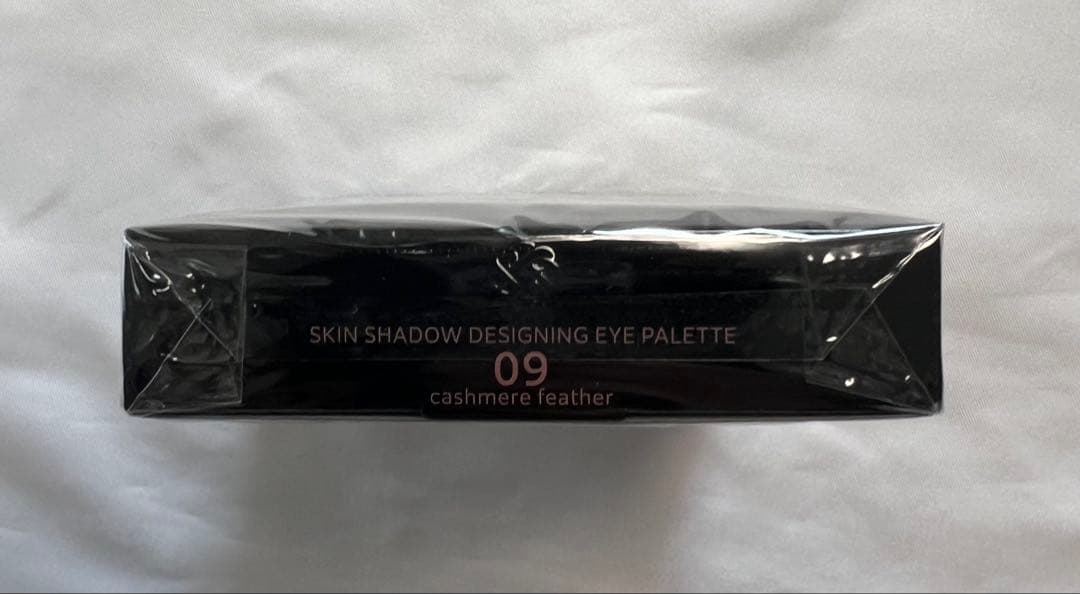 SKIN SHADOW DESIGNING EYE PALETTE
09
cashmere feather